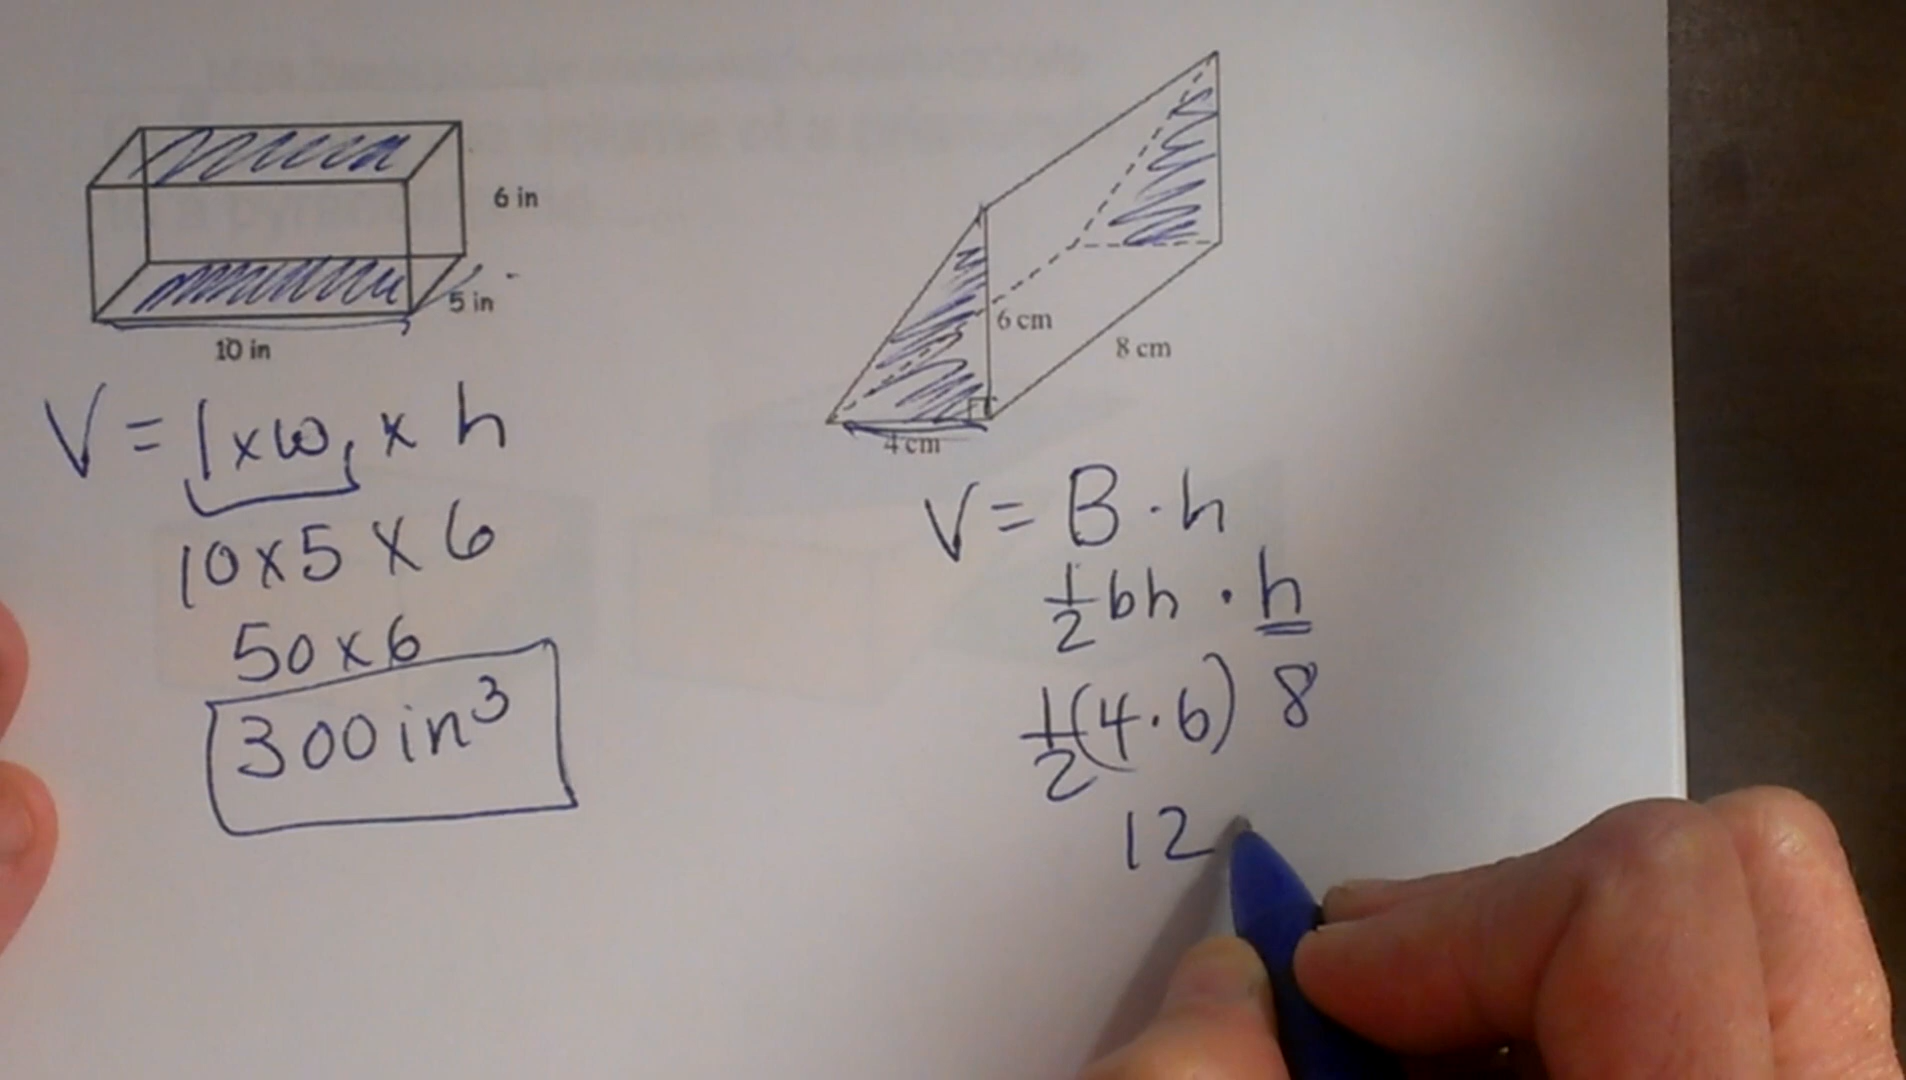 6 in
5 in
10 in
V = l x w x h
10 x 5 x 6
50 x 6
300 in³
6 cm
8 cm
4 cm
V = B · h
1/2 bh · h
1/2 (4 · 6) 8
12